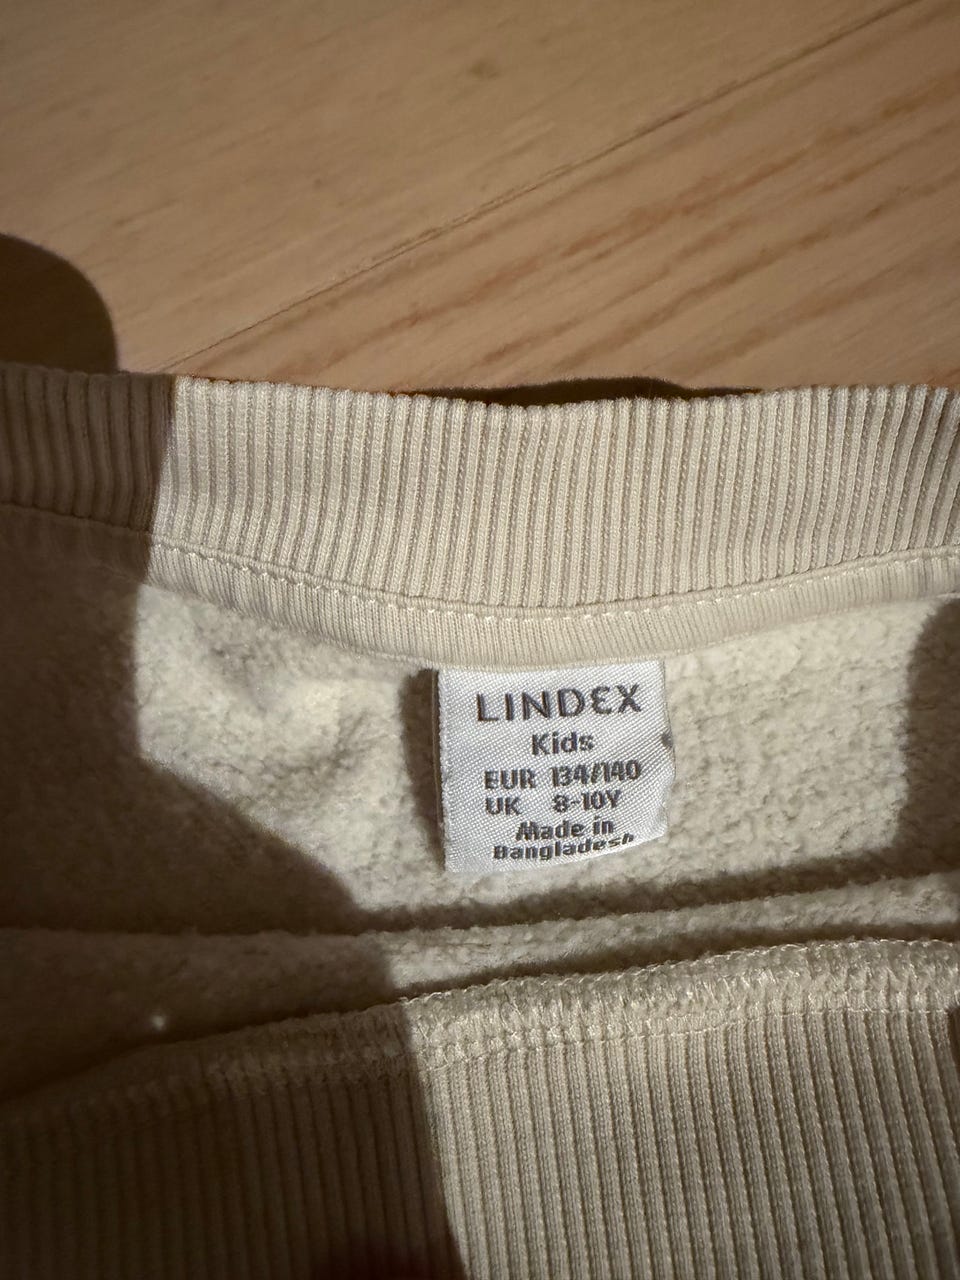 LINDEX
Kids
EUR 134/140
UK 8-10Y
Made in
Bangladesh